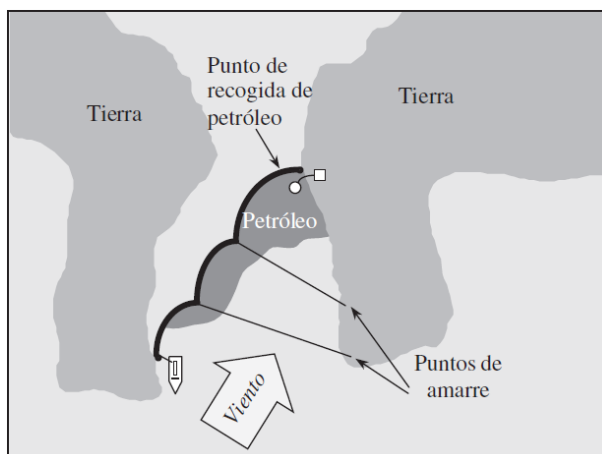 Punto de
recogida de
petróleo
Tierra
Tierra
Petróleo
Puntos de
amarre
Viento